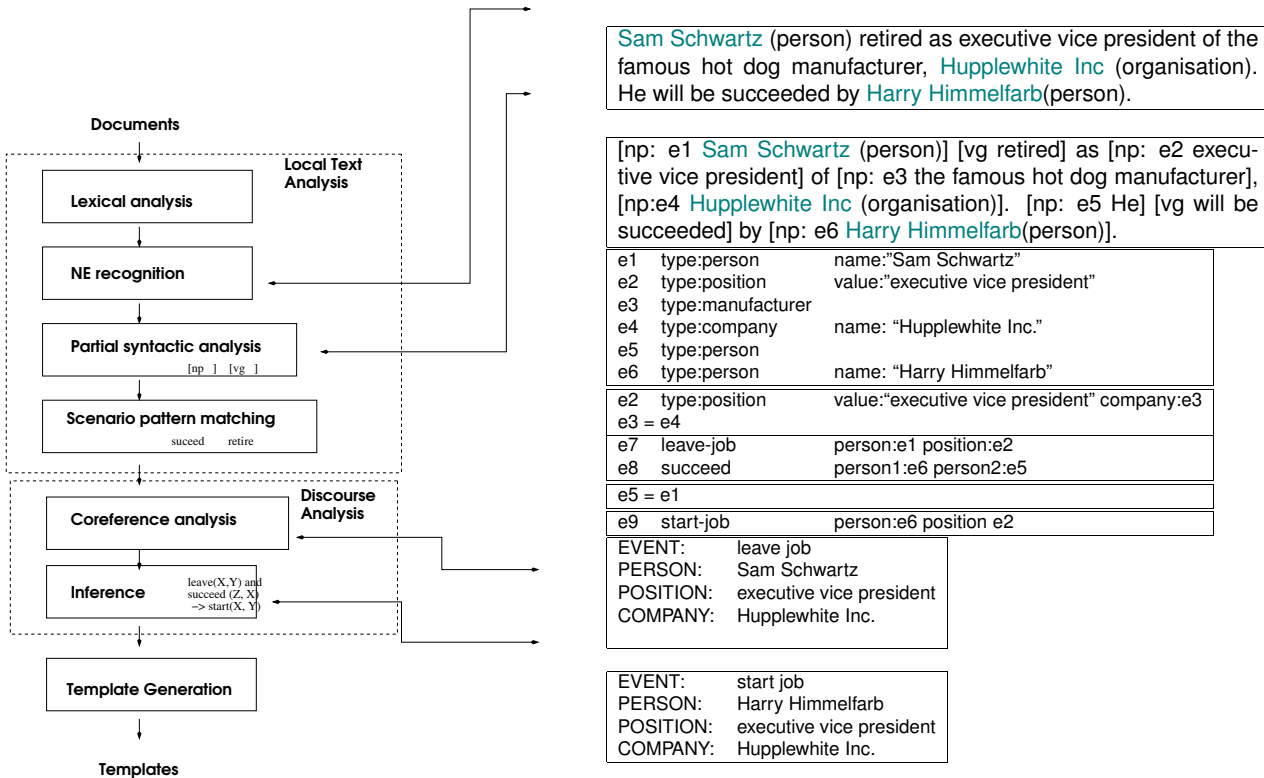 Documents
Local Text
Analysis
Lexical analysis
NE recognition
Partial syntactic analysis
[np ] [vg ]
Scenario pattern matching
suceed retire
Discourse
Analysis
Coreference analysis
Inference
leave(X,Y) and
succeed (Z, X)
–> start(X, Y)
Template Generation
Templates
Sam Schwartz (person) retired as executive vice president of the
famous hot dog manufacturer, Hupplewhite Inc (organisation).
He will be succeeded by Harry Himmelfarb(person).
[np: e1 Sam Schwartz (person)] [vg retired] as [np: e2 execu-
tive vice president] of [np: e3 the famous hot dog manufacturer],
[np:e4 Hupplewhite Inc (organisation)]. [np: e5 He] [vg will be
succeeded] by [np: e6 Harry Himmelfarb(person)].
e1 type:person name:”Sam Schwartz”
e2 type:position value:”executive vice president”
e3 type:manufacturer
e4 type:company name: “Hupplewhite Inc.”
e5 type:person
e6 type:person name: “Harry Himmelfarb”
e2 type:position value:“executive vice president” company:e3
e3 = e4
e7 leave-job person:e1 position:e2
e8 succeed person1:e6 person2:e5
e5 = e1
e9 start-job person:e6 position e2
EVENT: leave job
PERSON: Sam Schwartz
POSITION: executive vice president
COMPANY: Hupplewhite Inc.
EVENT: start job
PERSON: Harry Himmelfarb
POSITION: executive vice president
COMPANY: Hupplewhite Inc.